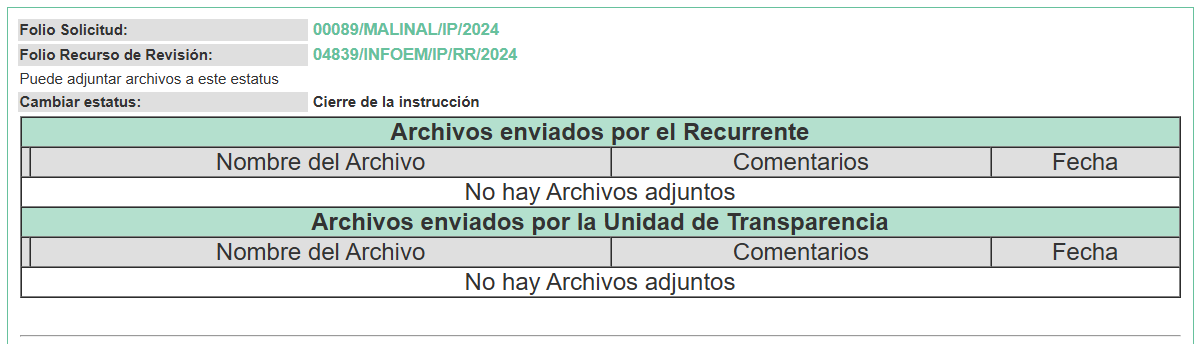 Folio Solicitud: 00089/MALINAL/IP/2024
Folio Recurso de Revisión: 04839/INFOEM/IP/RR/2024
Puede adjuntar archivos a este estatus
Cambiar estatus: Cierre de la instrucción
Archivos enviados por el Recurrente
Nombre del Archivo Comentarios Fecha
No hay Archivos adjuntos
Archivos enviados por la Unidad de Transparencia
Nombre del Archivo Comentarios Fecha
No hay Archivos adjuntos